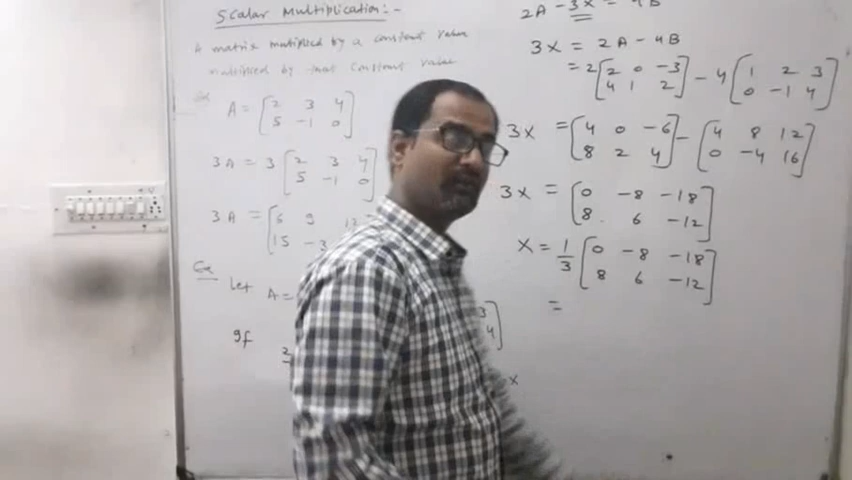 Scalar Multiplication:-
A matrix multiplied by a constant value
multiplied by that constant value
Ex A = [2 3 4
5 -1 0]
3A = 3 [2 3 4
5 -1 0]
3A = [6 9 12
15 -3
Ex Let A =
3
4]
If 2
x
2A - 3x = 4B
3x = 2A - 4B
= 2 [2 0 -3
4 1 2] - 4 [1 2 3
0 -1 4]
3x = [4 0 -6
8 2 4] - [4 8 12
0 -4 16]
3x = [0 -8 -18
8 6 -12]
x = 1/3 [0 -8 -18
8 6 -12]
=